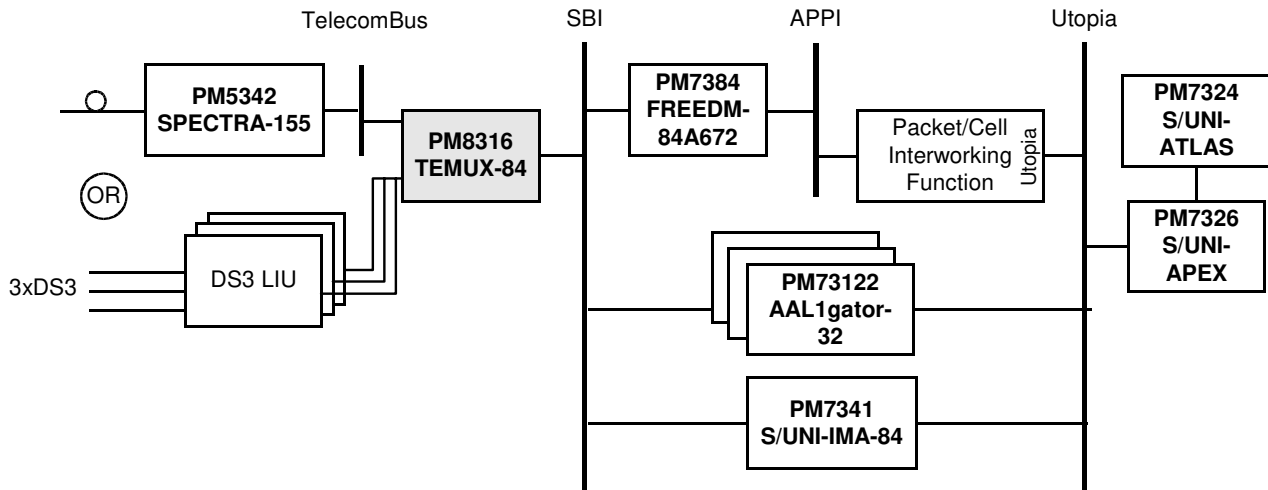 TelecomBus
SBI
APPI
Utopia
PM5342
SPECTRA-155
PM8316
TEMUX-84
PM7384
FREEDM-
84A672
Packet/Cell
Interworking
Function
Utopia
PM7324
S/UNI-
ATLAS
OR
3xDS3
DS3 LIU
PM73122
AAL1gator-
32
PM7326
S/UNI-
APEX
PM7341
S/UNI-IMA-84